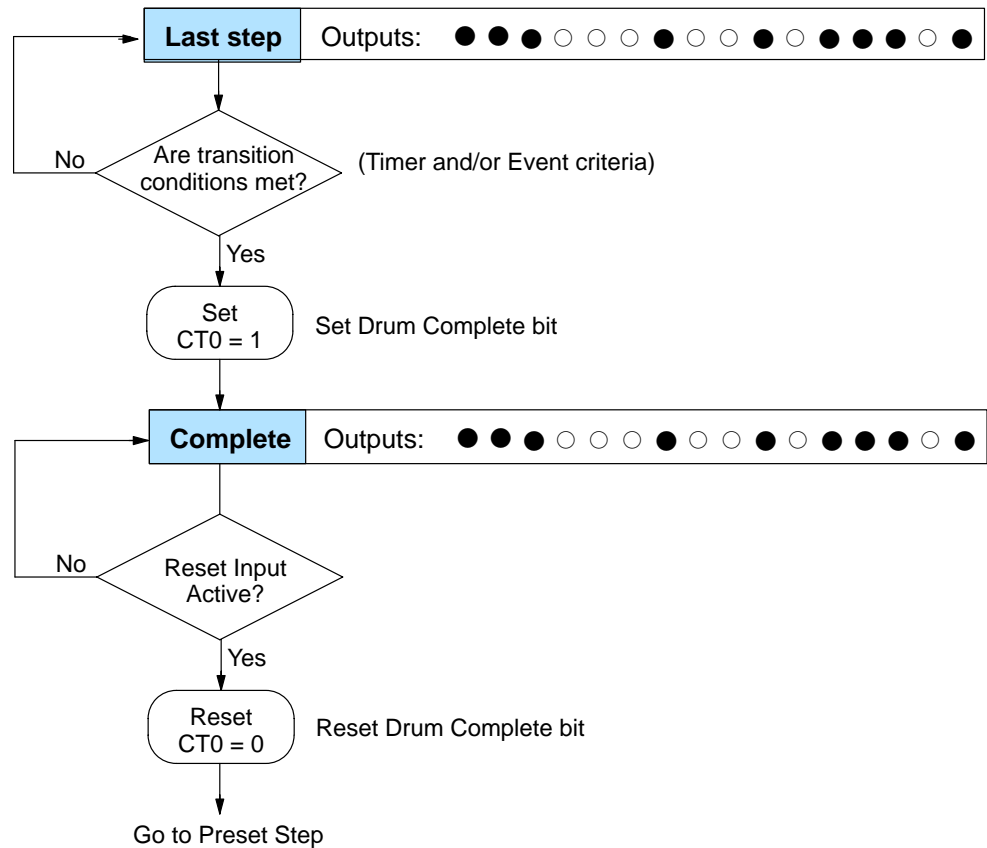 Last step Outputs:
No
Are transition
conditions met?
(Timer and/or Event criteria)
Yes
Set
CT0 = 1
Set Drum Complete bit
Complete Outputs:
No
Reset Input
Active?
Yes
Reset
CT0 = 0
Reset Drum Complete bit
Go to Preset Step